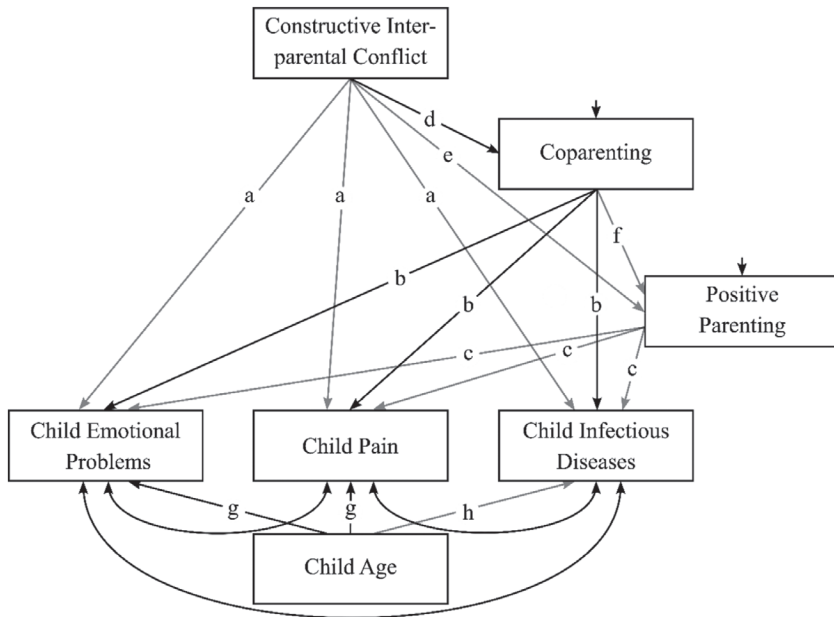 Constructive Inter-
parental Conflict
d
Coparenting
e
a
a
a
f
b
b
b
Positive
Parenting
c
c
c
Child Emotional
Problems
Child Pain
Child Infectious
Diseases
g
g
h
Child Age